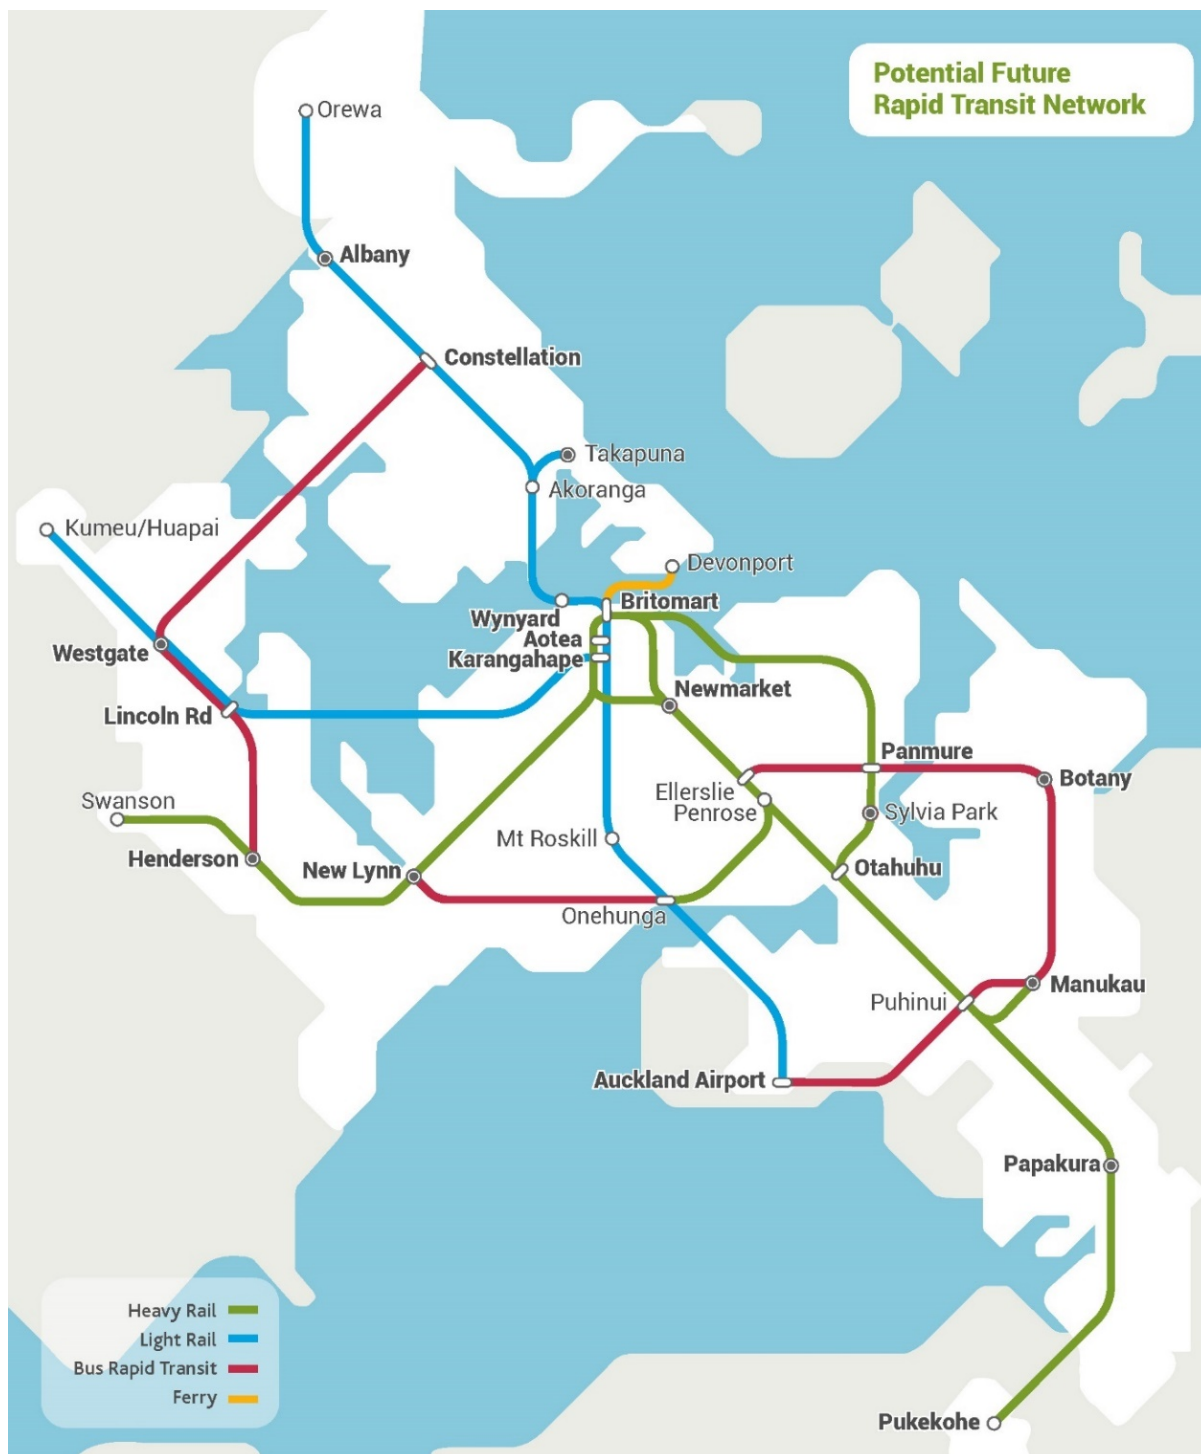 Potential Future
Rapid Transit Network
Orewa
Albany
Constellation
Takapuna
Akoranga
Kumeu/Huapai
Devonport
Britomart
Wynyard
Aotea
Karangahape
Westgate
Newmarket
Lincoln Rd
Panmure
Botany
Ellerslie
Penrose
Swanson
Sylvia Park
Mt Roskill
Henderson
New Lynn
Otahuhu
Onehunga
Manukau
Puhinui
Auckland Airport
Papakura
Heavy Rail
Light Rail
Bus Rapid Transit
Ferry
Pukekohe